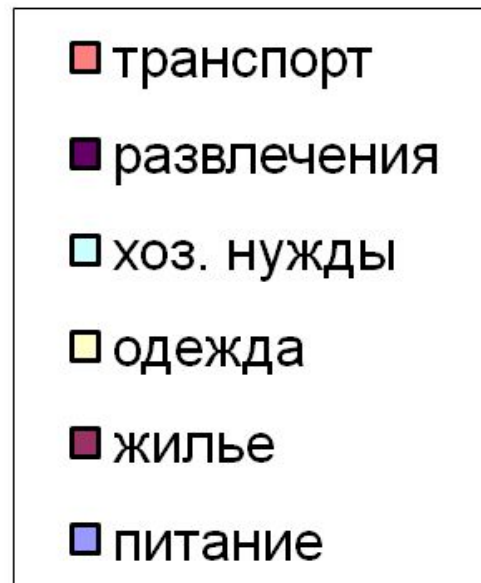 транспорт
развлечения
хоз. нужды
одежда
жилье
питание